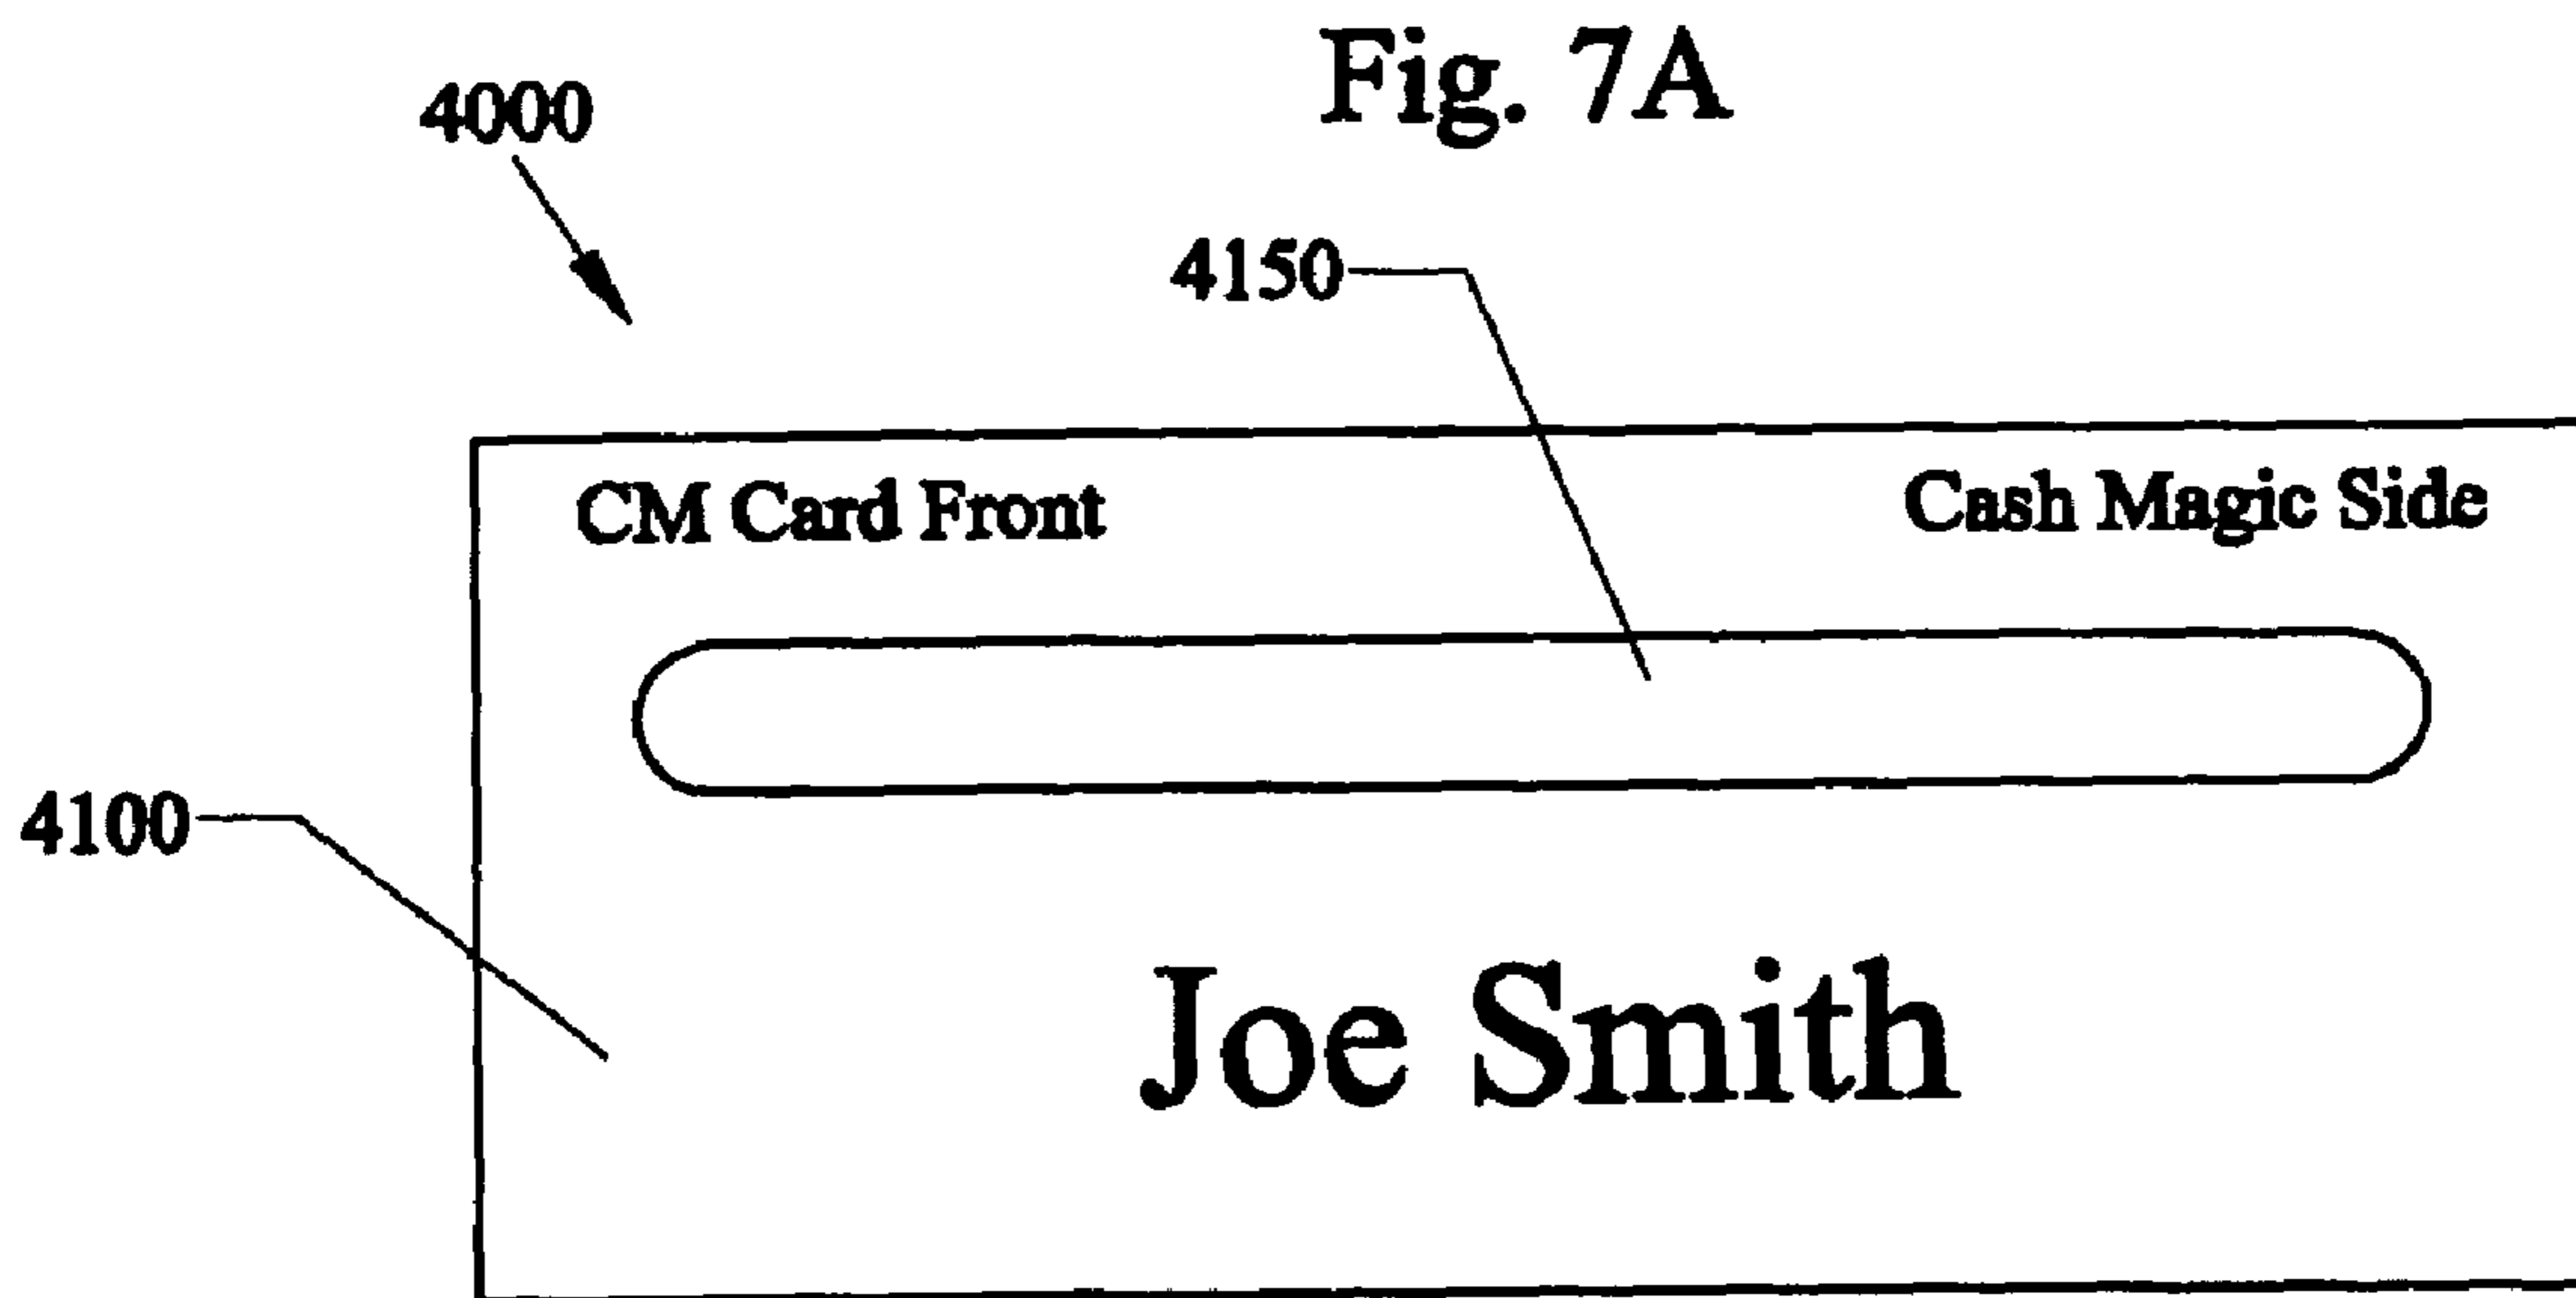 Fig. 7A
4000
4150
CM Card Front Cash Magic Side
4100
Joe Smith